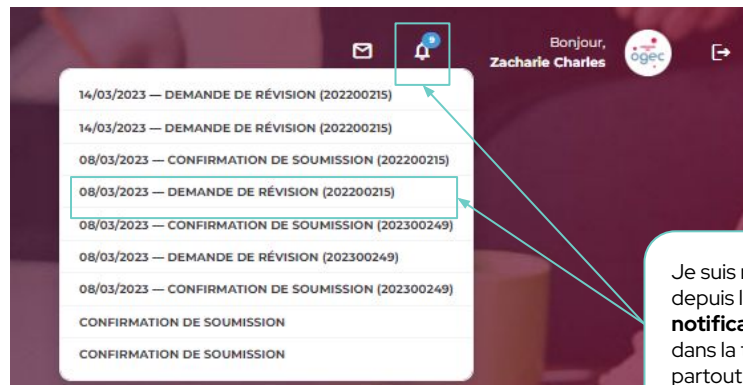 9
Bonjour,
Zacharie Charles
ogec
14/03/2023 — DEMANDE DE RÉVISION (202200215)
14/03/2023 — DEMANDE DE RÉVISION (202200215)
08/03/2023 — CONFIRMATION DE SOUMISSION (202200215)
08/03/2023 — DEMANDE DE RÉVISION (202200215)
08/03/2023 — CONFIRMATION DE SOUMISSION (202300249)
08/03/2023 — DEMANDE DE RÉVISION (202300249)
08/03/2023 — CONFIRMATION DE SOUMISSION (202300249)
CONFIRMATION DE SOUMISSION
CONFIRMATION DE SOUMISSION
Je suis
depuis
notifica
dans la
partout